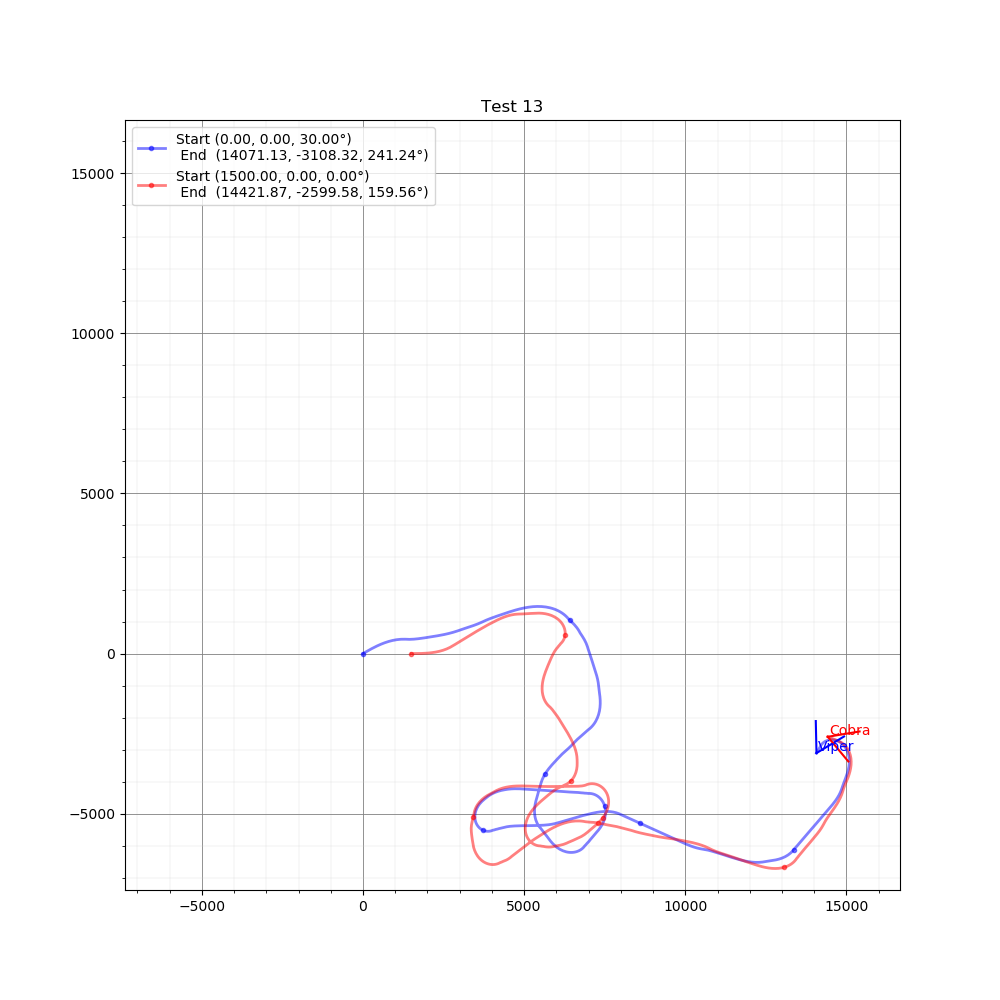 Test 13
Start (0.00, 0.00, 30.00°)
End (14071.13, -3108.32, 241.24°)
Start (1500.00, 0.00, 0.00°)
End (14421.87, -2599.58, 159.56°)
15000
10000
5000
0
−5000
Cobra
Viper
−5000 0 5000 10000 15000